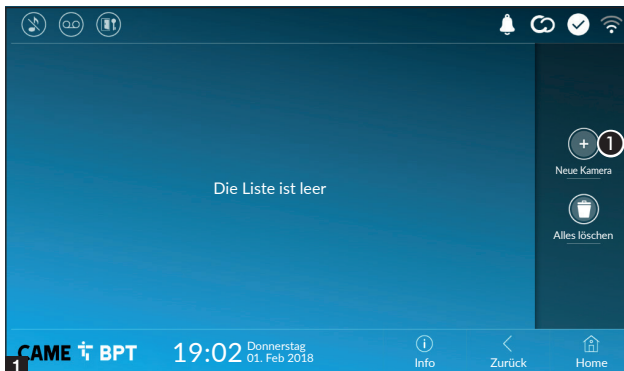 1
Neue Kamera
Die Liste ist leer
Alles löschen
CAME BPT 19:02 Donnerstag
01. Feb 2018
Info Zurück Home
1